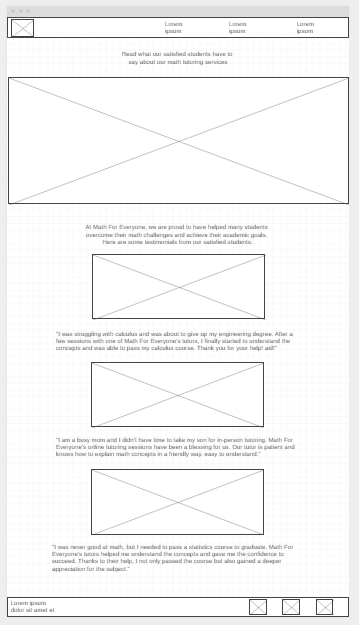 Lorem
ipsum
Lorem
ipsum
Lorem
ipsum
Read what our satisfied students have to
say about our math tutoring services
At Math For Everyone, we are proud to have helped many students
overcome their math challenges and achieve their academic goals.
Here are some testimonials from our satisfied students:
"I was struggling with calculus and was about to give up my engineering degree. After a
few sessions with one of Math For Everyone's tutors, I finally started to understand the
concepts and was able to pass my calculus course. Thank you for your help! aid!"
"I am a busy mom and I didn't have time to take my son for in-person tutoring. Math For
Everyone's online tutoring sessions have been a blessing for us. Our tutor is patient and
knows how to explain math concepts in a friendly way. easy to understand."
"I was never good at math, but I needed to pass a statistics course to graduate. Math For
Everyone's tutors helped me understand the concepts and gave me the confidence to
succeed. Thanks to their help, I not only passed the course but also gained a deeper
appreciation for the subject."
Lorem ipsum
dolor sit amet et